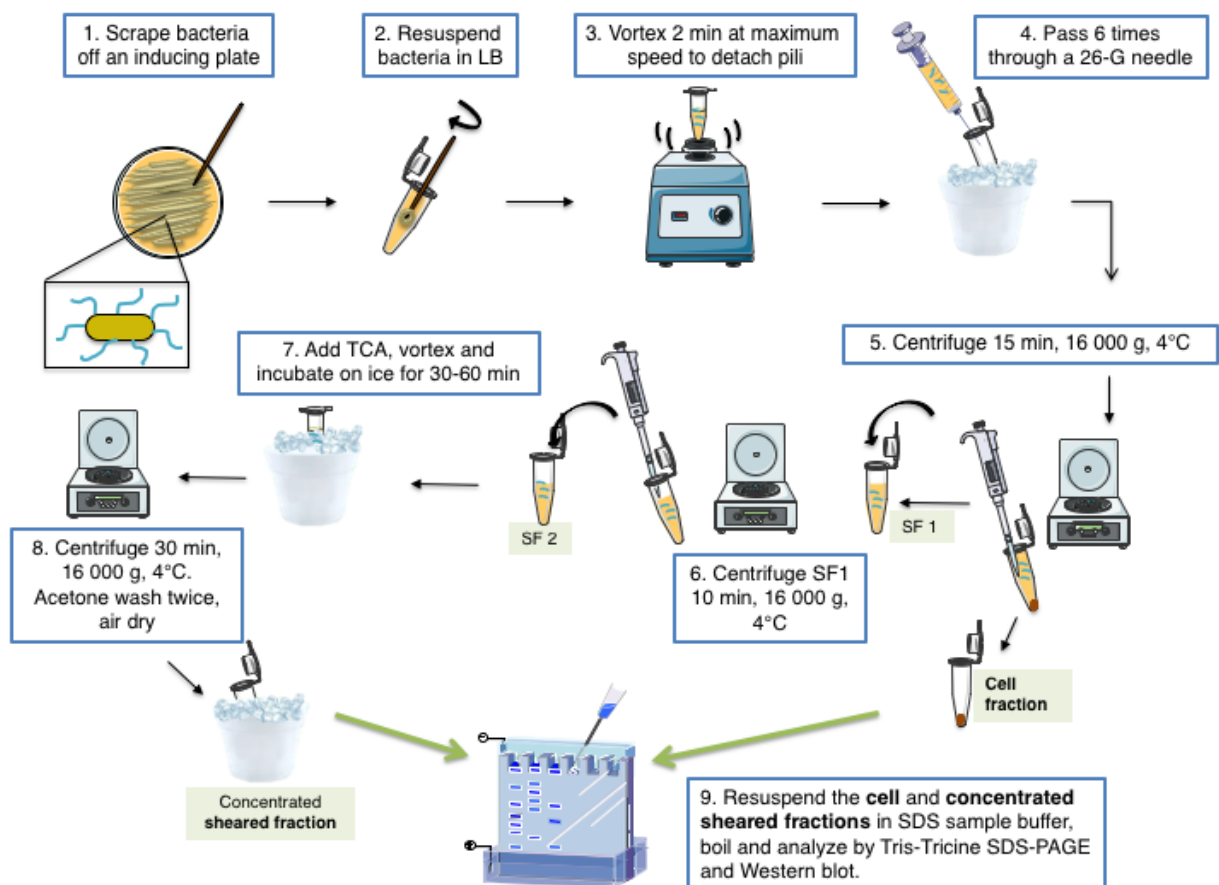 1. Scrape bacteria
off an inducing plate
2. Resuspend
bacteria in LB
3. Vortex 2 min at maximum
speed to detach pili
4. Pass 6 times
through a 26-G needle
5. Centrifuge 15 min, 16 000 g, 4°C
SF 1
Cell
fraction
6. Centrifuge SF1
10 min, 16 000 g,
4°C
SF 2
7. Add TCA, vortex and
incubate on ice for 30-60 min
8. Centrifuge 30 min,
16 000 g, 4°C.
Acetone wash twice,
air dry
Concentrated
sheared fraction
9. Resuspend the cell and concentrated
sheared fractions in SDS sample buffer,
boil and analyze by Tris-Tricine SDS-PAGE
and Western blot.